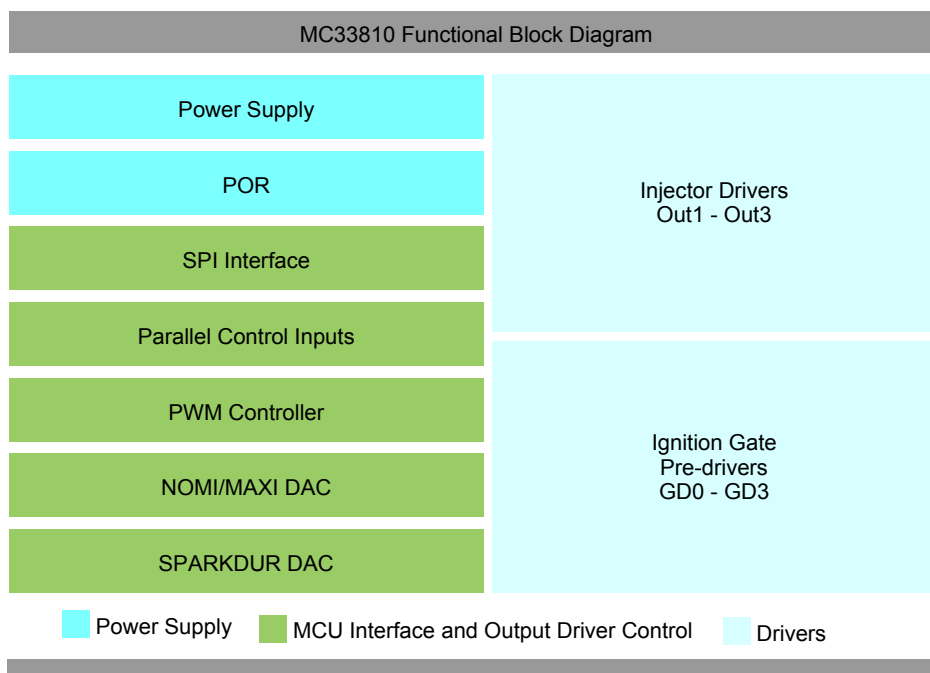 MC33810 Functional Block Diagram
Power Supply
POR
SPI Interface
Parallel Control Inputs
PWM Controller
NOMI/MAXI DAC
SPARKDUR DAC
Injector Drivers
Out1 - Out3
Ignition Gate
Pre-drivers
GD0 - GD3
Power Supply
MCU Interface and Output Driver Control
Drivers